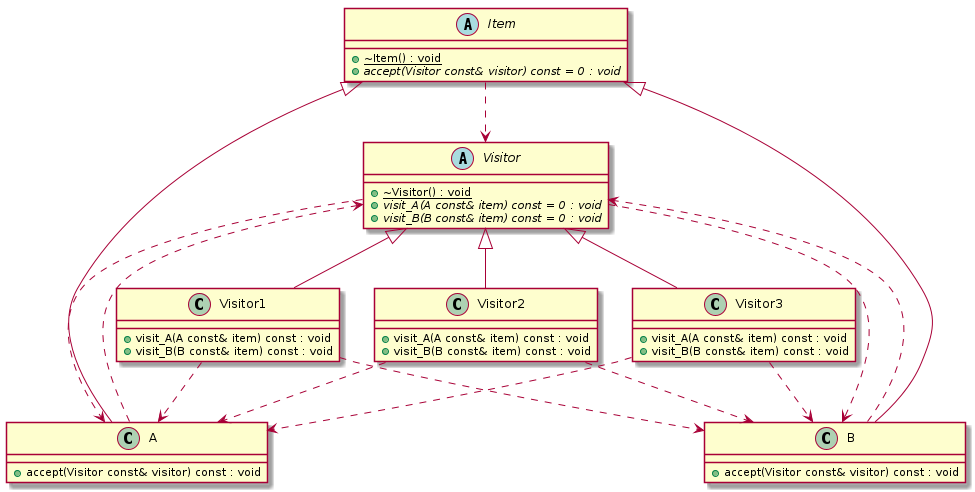 A Item
~Item() : void
accept(Visitor const& visitor) const = 0 : void
A Visitor
~Visitor() : void
visit_A(A const& item) const = 0 : void
visit_B(B const& item) const = 0 : void
C Visitor1
visit_A(A const& item) const : void
visit_B(B const& item) const : void
C Visitor2
visit_A(A const& item) const : void
visit_B(B const& item) const : void
C Visitor3
visit_A(A const& item) const : void
visit_B(B const& item) const : void
C A
accept(Visitor const& visitor) const : void
C B
accept(Visitor const& visitor) const : void